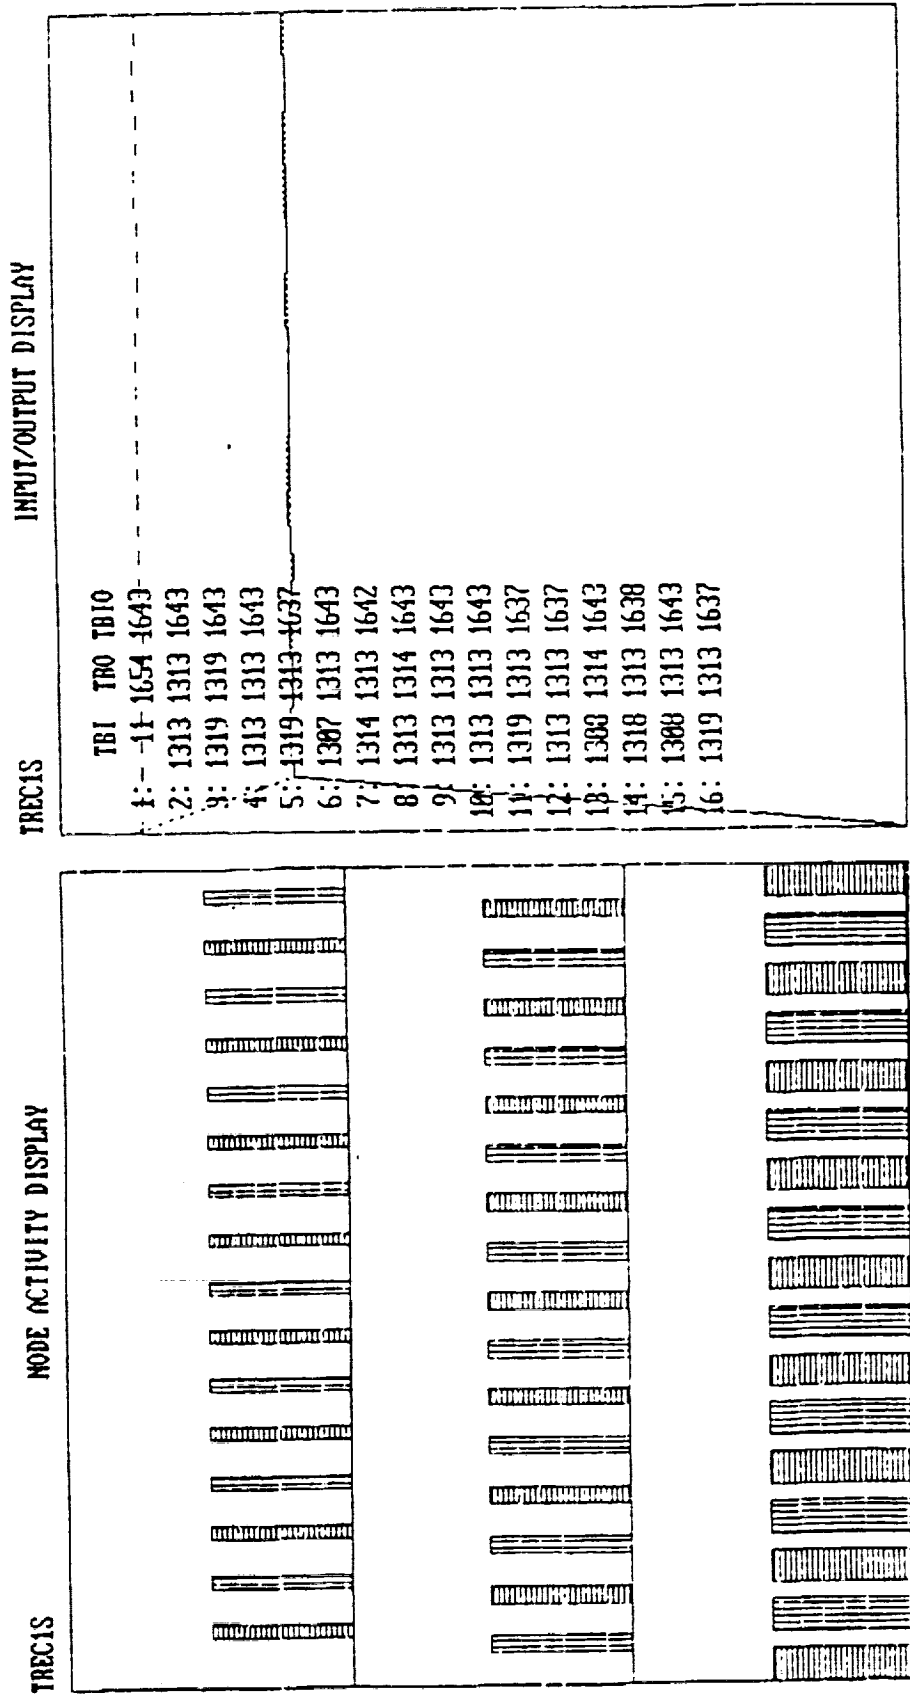 TREC1S
NODE ACTIVITY DISPLAY
TREC1S
INPUT/OUTPUT DISPLAY
TBI TBO TBIO
1: 11 1654 1643
2: 1313 1313 1643
3: 1319 1319 1643
4: 1313 1313 1643
5: 1319 1313 1637
6: 1307 1313 1643
7: 1314 1313 1642
8: 1313 1314 1643
9: 1313 1313 1643
10: 1313 1313 1643
11: 1319 1313 1637
12: 1313 1313 1637
13: 1308 1314 1643
14: 1318 1313 1638
15: 1308 1313 1643
16: 1319 1313 1637